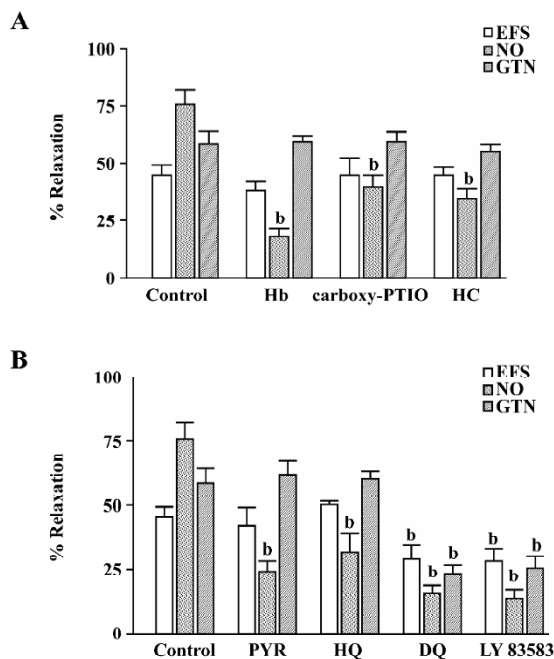 A
EFS
NO
GTN
100
75
50
25
0
% Relaxation
b
b
b
Control Hb carboxy-PTIO HC
B
EFS
NO
GTN
100
75
50
25
0
% Relaxation
b
b
b b b
b b b
Control PYR HQ DQ LY 83583